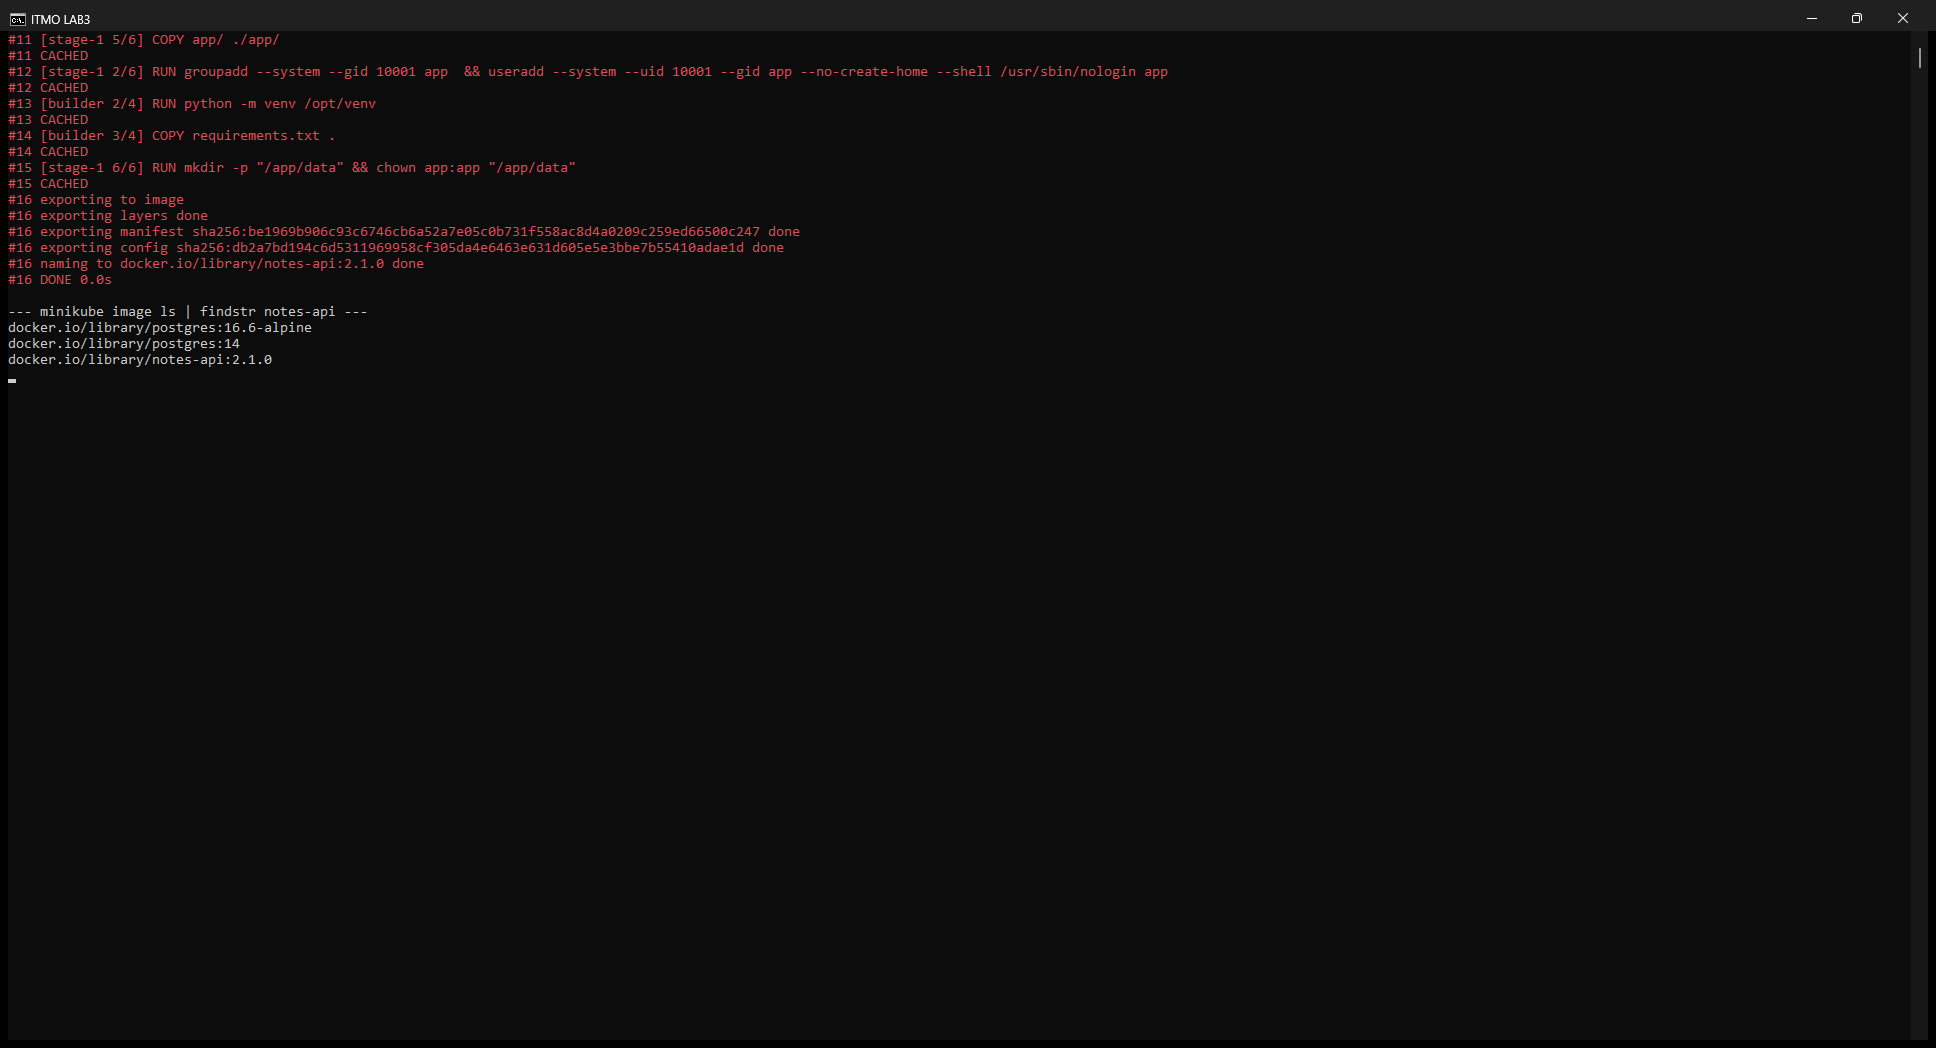 ITMO LAB3
#11 [stage-1 5/6] COPY app/ ./app/
#11 CACHED
#12 [stage-1 2/6] RUN groupadd --system --gid 10001 app  && useradd --system --uid 10001 --gid app --no-create-home --shell /usr/sbin/nologin app
#12 CACHED
#13 [builder 2/4] RUN python -m venv /opt/venv
#13 CACHED
#14 [builder 3/4] COPY requirements.txt .
#14 CACHED
#15 [stage-1 6/6] RUN mkdir -p "/app/data" && chown app:app "/app/data"
#15 CACHED
#16 exporting to image
#16 exporting layers done
#16 exporting manifest sha256:be1969b906c93c6746cb6a52a7e05c0b731f558ac8d4a0209c259ed66500c247 done
#16 exporting config sha256:db2a7bd194c6d5311969958cf305da4e6463e631d605e5e3bbe7b55410adae1d done
#16 naming to docker.io/library/notes-api:2.1.0 done
#16 DONE 0.0s
--- minikube image ls | findstr notes-api ---
docker.io/library/postgres:16.6-alpine
docker.io/library/postgres:14
docker.io/library/notes-api:2.1.0